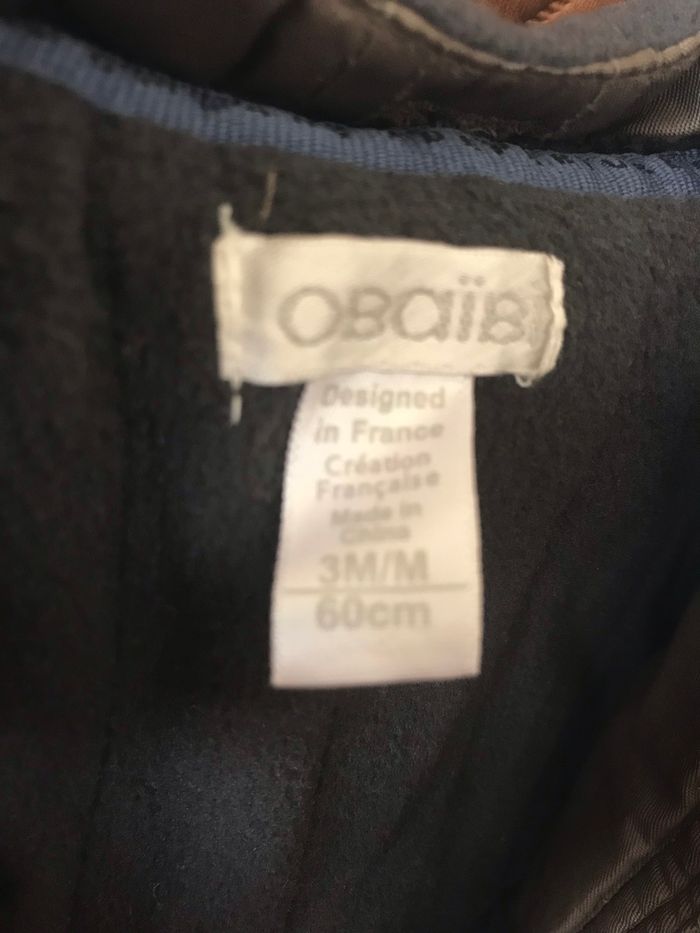 OBaïBI
Designed
in France
Création
Française
Made in
China
3M/M
60cm